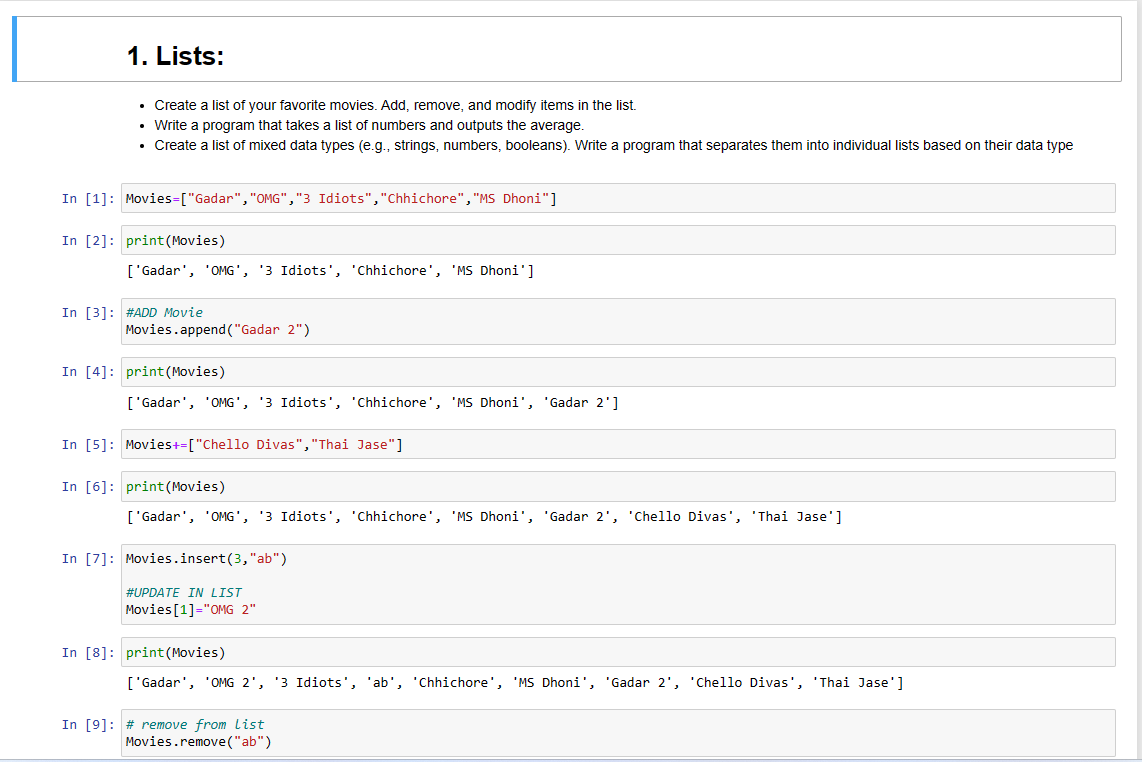 1. Lists:
• Create a list of your favorite movies. Add, remove, and modify items in the list.
• Write a program that takes a list of numbers and outputs the average.
• Create a list of mixed data types (e.g., strings, numbers, booleans). Write a program that separates them into individual lists based on their data type
In [1]: Movies=["Gadar","OMG","3 Idiots","Chhichore","MS Dhoni"]
In [2]: print(Movies)
['Gadar', 'OMG', '3 Idiots', 'Chhichore', 'MS Dhoni']
In [3]: #ADD Movie
Movies.append("Gadar 2")
In [4]: print(Movies)
['Gadar', 'OMG', '3 Idiots', 'Chhichore', 'MS Dhoni', 'Gadar 2']
In [5]: Movies+=["Chello Divas","Thai Jase"]
In [6]: print(Movies)
['Gadar', 'OMG', '3 Idiots', 'Chhichore', 'MS Dhoni', 'Gadar 2', 'Chello Divas', 'Thai Jase']
In [7]: Movies.insert(3,"ab")
#UPDATE IN LIST
Movies[1]="OMG 2"
In [8]: print(Movies)
['Gadar', 'OMG 2', '3 Idiots', 'ab', 'Chhichore', 'MS Dhoni', 'Gadar 2', 'Chello Divas', 'Thai Jase']
In [9]: # remove from list
Movies.remove("ab")